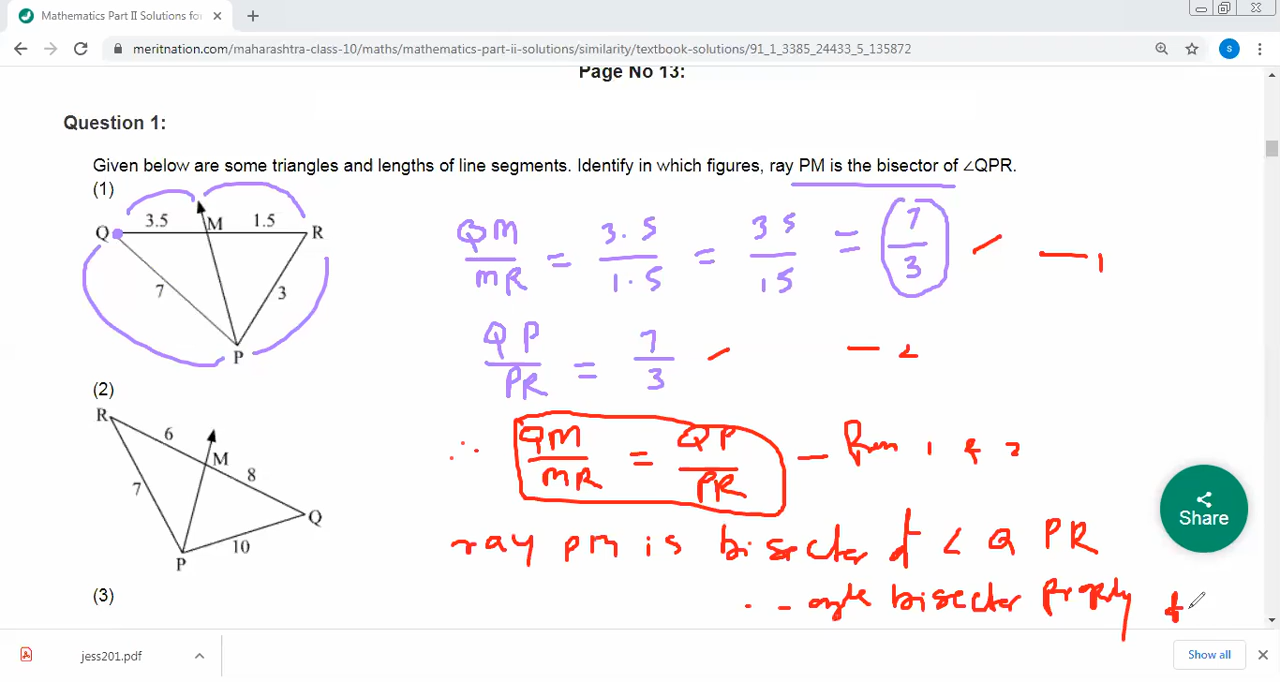 Mathematics Part II Solutions for
meritnation.com/maharashtra-class-10/maths/mathematics-part-ii-solutions/similarity/textbook-solutions/91_1_3385_24433_5_135872
S
Page No 13:
Question 1:
Given below are some triangles and lengths of line segments. Identify in which figures, ray PM is the bisector of ∠QPR.
(1)
Q 3.5 M 1.5 R
7 3
P
QM/MR = 3.5/1.5 = 35/15 = 7/3 — 1
QP/PR = 7/3 — 2
∴ QM/MR = QP/PR — From 1 & 2
ray PM is bisector of ∠ QPR
angle bisector property of
(2)
R 6 M 8 Q
7 10
P
(3)
Share
jess201.pdf
Show all